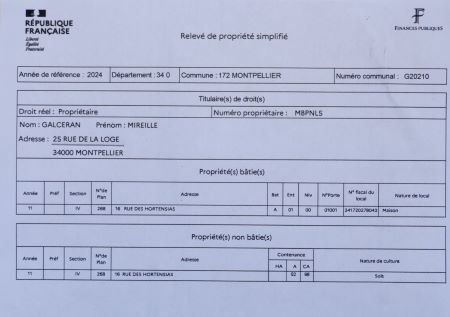 RÉPUBLIQUE
FRANÇAISE
Liberté
Égalité
Fraternité
FINANCES PUBLIQUES
Relevé de propriété simplifié
Année de référence : 2024 Département : 34 0 Commune : 172 MONTPELLIER Numéro communal : G20210
Titulaire(s) de droit(s)
Droit réel : Propriétaire Numéro propriétaire : MBPNL5
Nom : GALCERAN Prénom : MIREILLE
Adresse : 25 RUE DE LA LOGE
34000 MONTPELLIER
Propriété(s) bâtie(s)
Année Préf Section N°de Plan Adresse Bat Ent Niv N°Porte N° fiscal du local Nature de local
11 IV 268 16 RUE DES HORTENSIAS A 01 00 01001 341720278043 Maison
Propriété(s) non bâtie(s)
Année Préf Section N°de Plan Adresse Contenance Nature de culture
HA A CA
11 IV 268 16 RUE DES HORTENSIAS 02 98 Sols